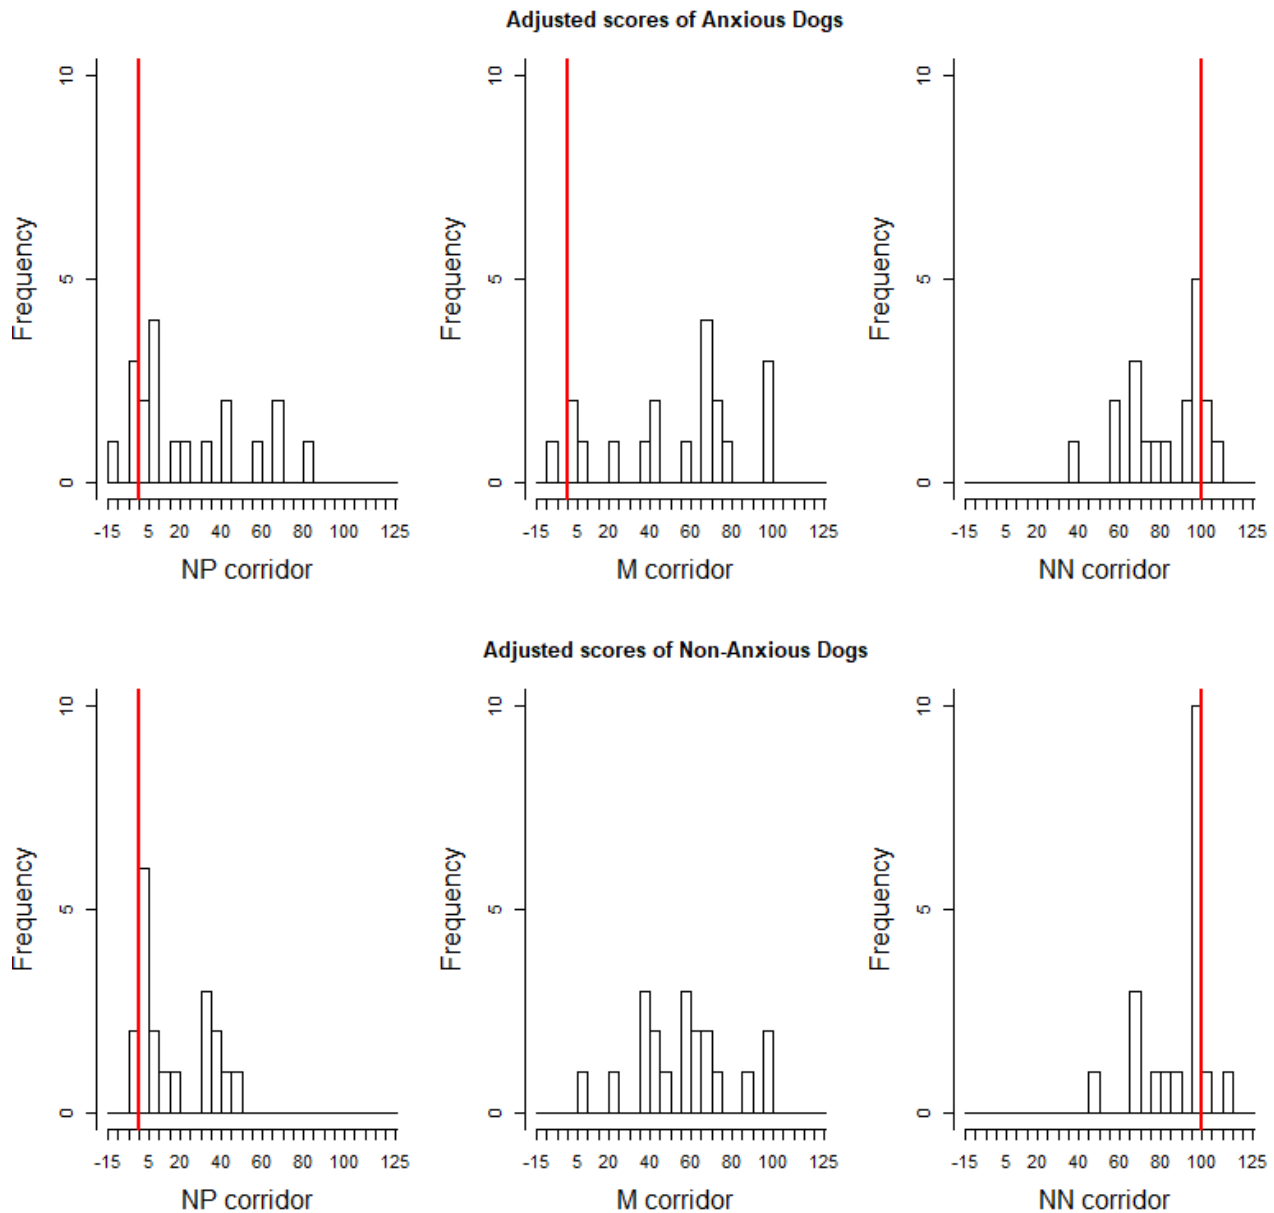 Adjusted scores of Anxious Dogs
Frequency
10
5
0
-15 5 20 40 60 80 100 125
NP corridor
Frequency
10
5
0
-15 5 20 40 60 80 100 125
M corridor
Frequency
10
5
0
-15 5 20 40 60 80 100 125
NN corridor
Adjusted scores of Non-Anxious Dogs
Frequency
10
5
0
-15 5 20 40 60 80 100 125
NP corridor
Frequency
10
5
0
-15 5 20 40 60 80 100 125
M corridor
Frequency
10
5
0
-15 5 20 40 60 80 100 125
NN corridor